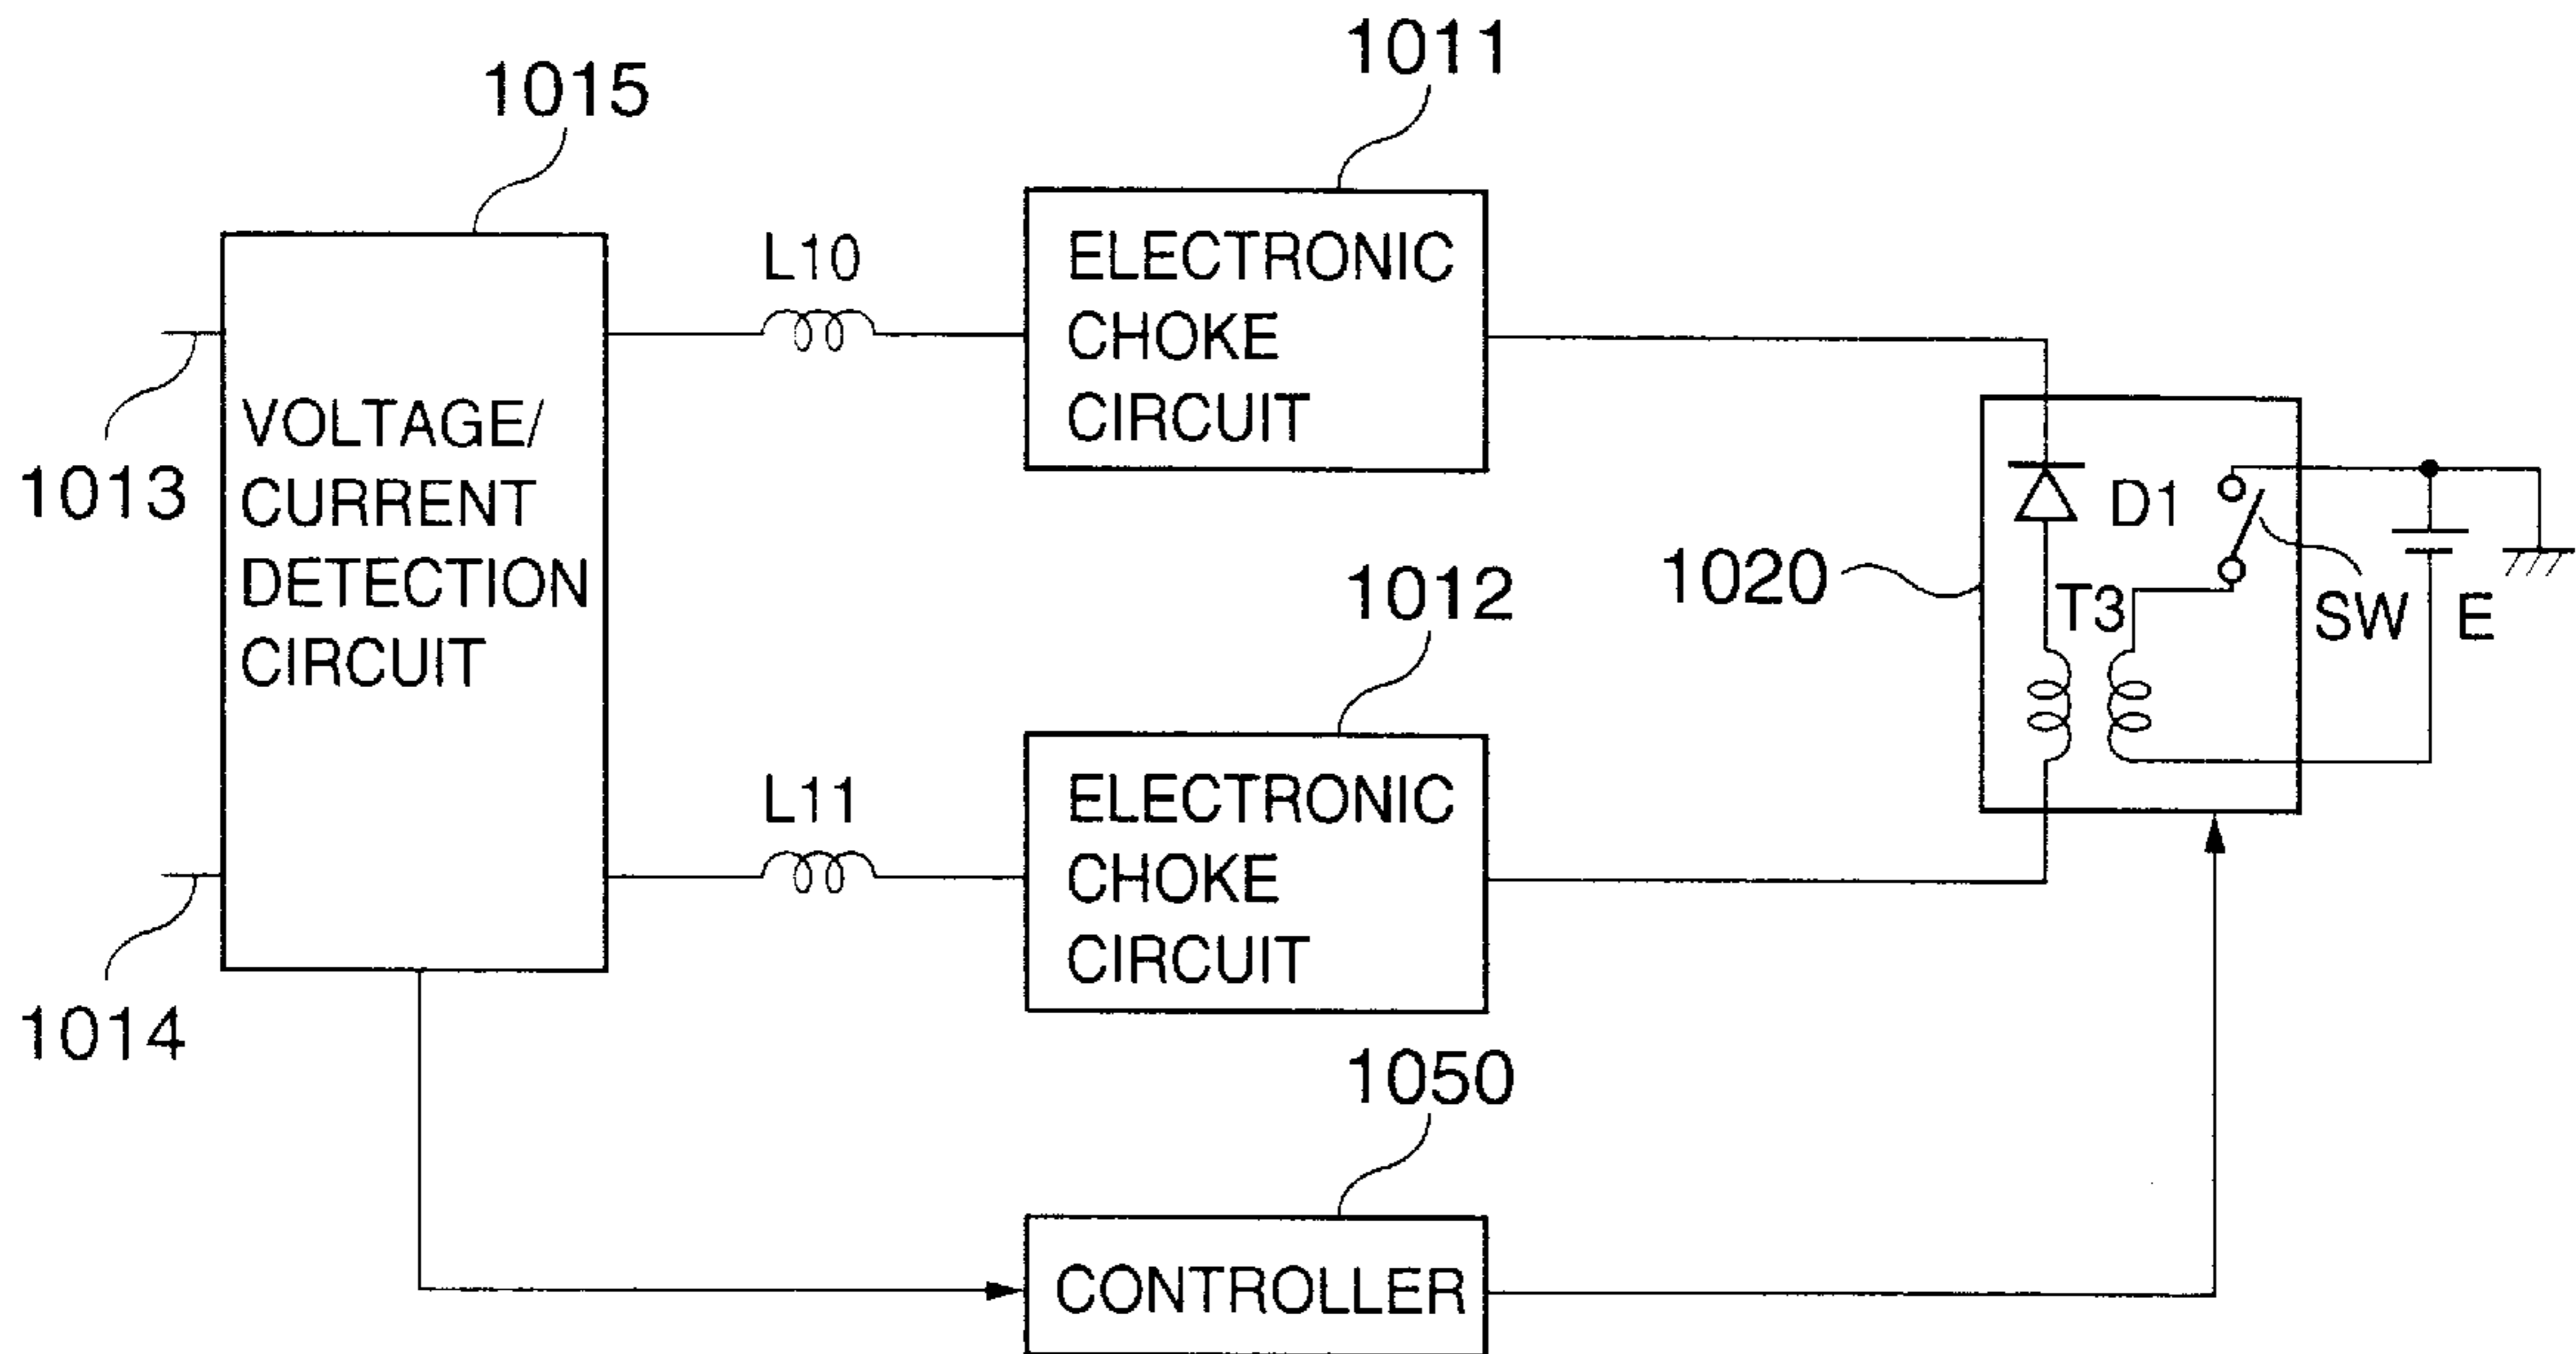 1011
1015
ELECTRONIC
CHOKE
CIRCUIT
L10
VOLTAGE/
CURRENT
DETECTION
CIRCUIT
1013
D1
1020
T3
SW
E
1012
L11
ELECTRONIC
CHOKE
CIRCUIT
1014
1050
CONTROLLER